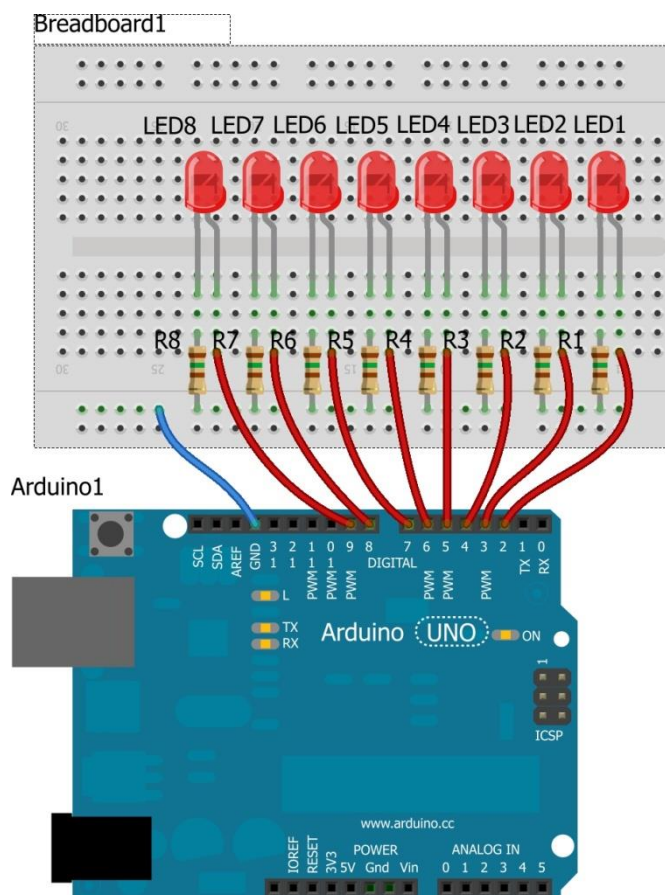 Breadboard1
30
LED8 LED7 LED6 LED5 LED4 LED3 LED2 LED1
R8 R7 R6 R5 R4 R3 R2 R1
30 25 15
Arduino1
SCL SDA AREF GND 13 12 PWM 11 PWM 10 PWM 9 8 7 PWM 6 PWM 5 4 PWM 3 2 TX 1 RX 0
DIGITAL
L
TX
RX
Arduino UNO
ON
1
ICSP
www.arduino.cc
POWER ANALOG IN
IOREF RESET 3V3 5V Gnd Vin 0 1 2 3 4 5